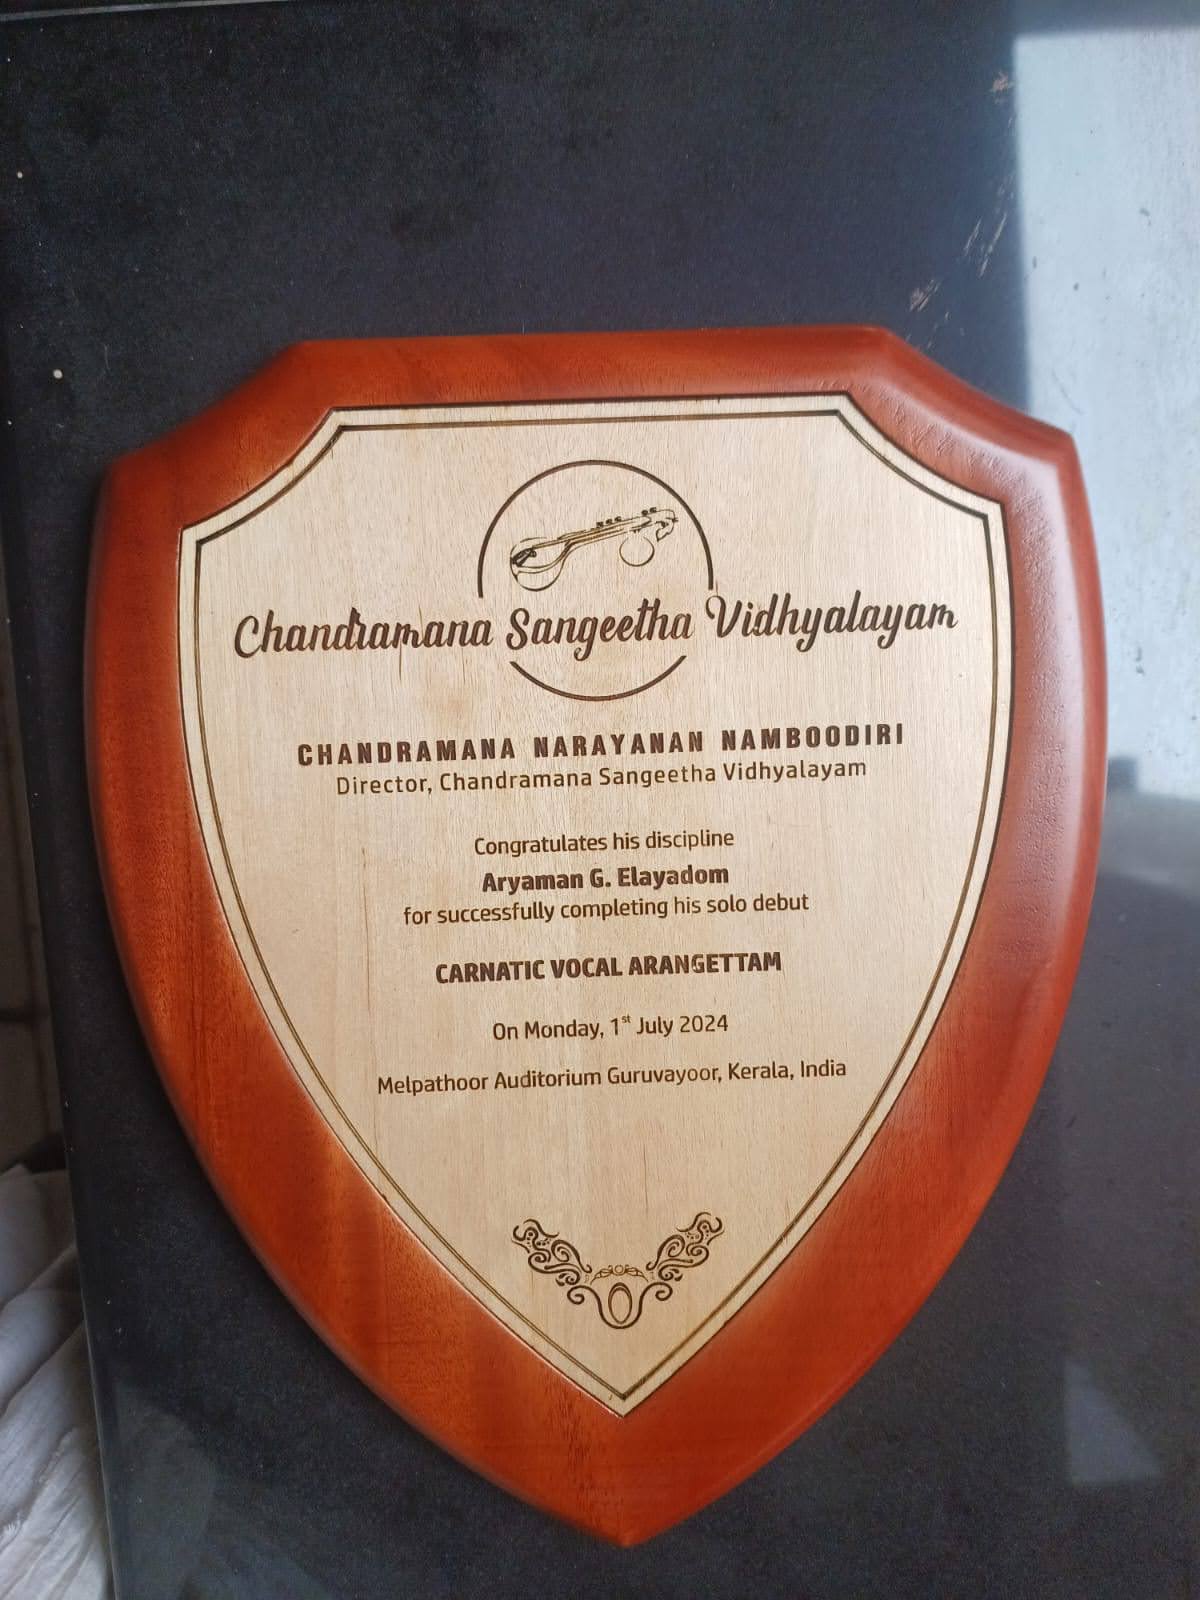 Chandramana Sangeetha Vidhyalayam
CHANDRAMANA NARAYANAN NAMBOODIRI
Director, Chandramana Sangeetha Vidhyalayam
Congratulates his discipline
Aryaman G. Elayadom
for successfully completing his solo debut
CARNATIC VOCAL ARANGETTAM
On Monday, 1st July 2024
Melpathoor Auditorium Guruvayoor, Kerala, India